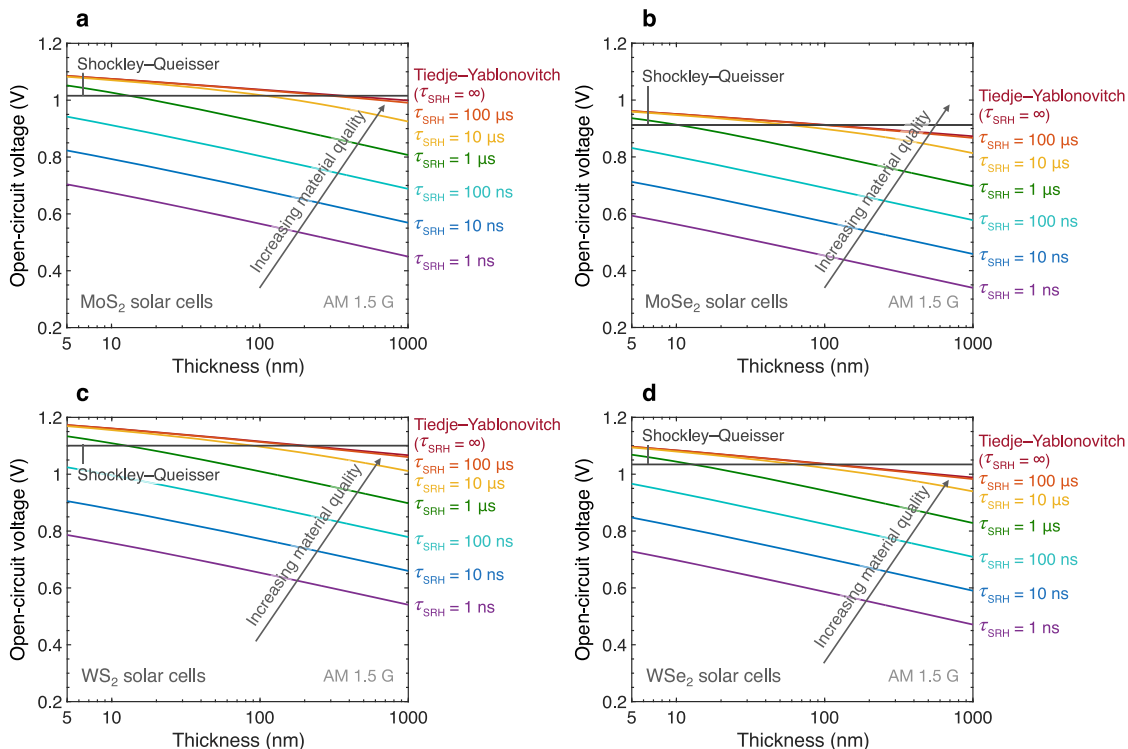 a
Open-circuit voltage (V)
1.2
1
0.8
0.6
0.4
0.2
Shockley–Queisser
Increasing material quality
MoS₂ solar cells
AM 1.5 G
5
10
100
1000
Thickness (nm)
Tiedje–Yablonovitch
(τSRH = ∞)
τSRH = 100 µs
τSRH = 10 µs
τSRH = 1 µs
τSRH = 100 ns
τSRH = 10 ns
τSRH = 1 ns
b
Open-circuit voltage (V)
1.2
1
0.8
0.6
0.4
0.2
Shockley–Queisser
Increasing material quality
MoSe₂ solar cells
AM 1.5 G
5
10
100
1000
Thickness (nm)
Tiedje–Yablonovitch
(τSRH = ∞)
τSRH = 100 µs
τSRH = 10 µs
τSRH = 1 µs
τSRH = 100 ns
τSRH = 10 ns
τSRH = 1 ns
c
Open-circuit voltage (V)
1.2
1
0.8
0.6
0.4
0.2
Shockley–Queisser
Increasing material quality
WS₂ solar cells
AM 1.5 G
5
10
100
1000
Thickness (nm)
Tiedje–Yablonovitch
(τSRH = ∞)
τSRH = 100 µs
τSRH = 10 µs
τSRH = 1 µs
τSRH = 100 ns
τSRH = 10 ns
τSRH = 1 ns
d
Open-circuit voltage (V)
1.2
1
0.8
0.6
0.4
0.2
Shockley–Queisser
Increasing material quality
WSe₂ solar cells
AM 1.5 G
5
10
100
1000
Thickness (nm)
Tiedje–Yablonovitch
(τSRH = ∞)
τSRH = 100 µs
τSRH = 10 µs
τSRH = 1 µs
τSRH = 100 ns
τSRH = 10 ns
τSRH = 1 ns